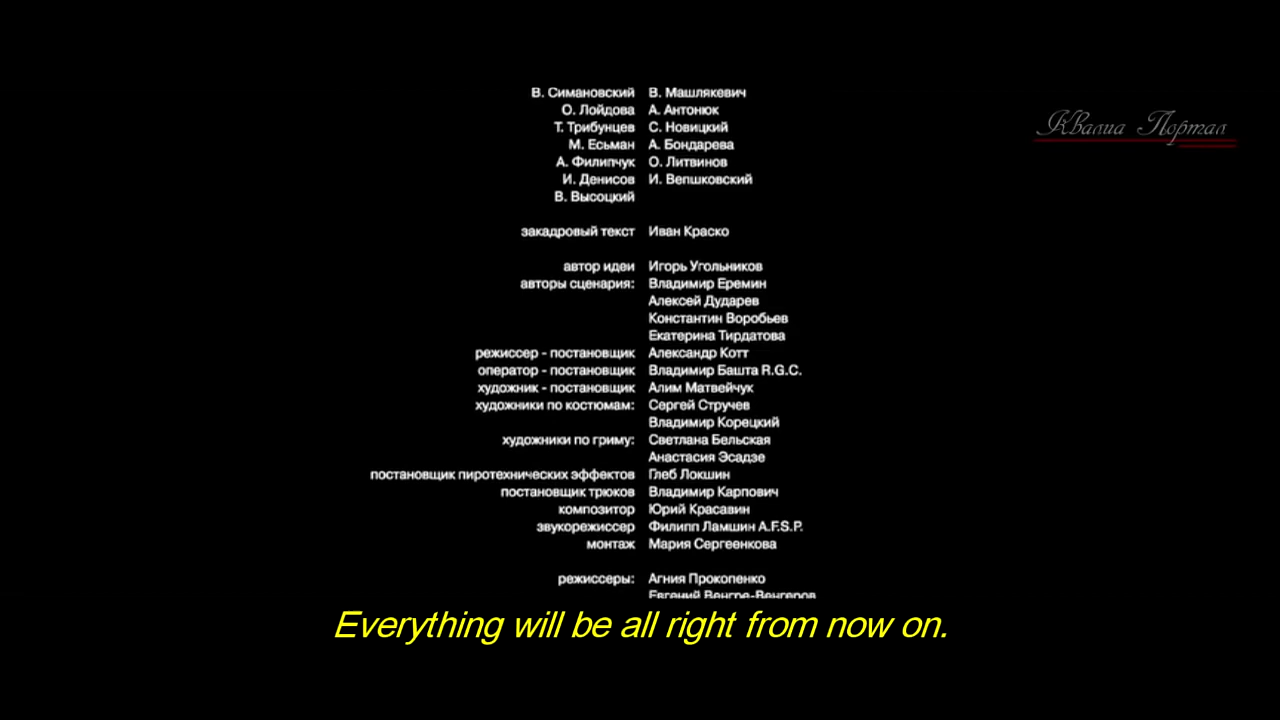 В. Симановский В. Машлякевич
О. Лойдова А. Антонюк
Т. Трибунцев С. Новицкий
М. Есьман А. Бондарева
А. Филипчук О. Литвинов
И. Денисов И. Вепшковский
В. Высоцкий
Квалиа Портал
закадровый текст Иван Краско
автор идеи Игорь Угольников
авторы сценария: Владимир Еремин
Алексей Дударев
Константин Воробьев
Екатерина Тирдатова
режиссер - постановщик Александр Котт
оператор - постановщик Владимир Башта R.G.C.
художник - постановщик Алим Матвейчук
художники по костюмам: Сергей Стручев
Владимир Корецкий
художники по гриму: Светлана Бельская
Анастасия Эсадзе
постановщик пиротехнических эффектов Глеб Локшин
постановщик трюков Владимир Карпович
композитор Юрий Красавин
звукорежиссер Филипп Ламшин A.F.S.P.
монтаж Мария Сергеенкова
режиссеры: Агния Прокопенко
Евгений Венгре-Венгеров
Everything will be all right from now on.